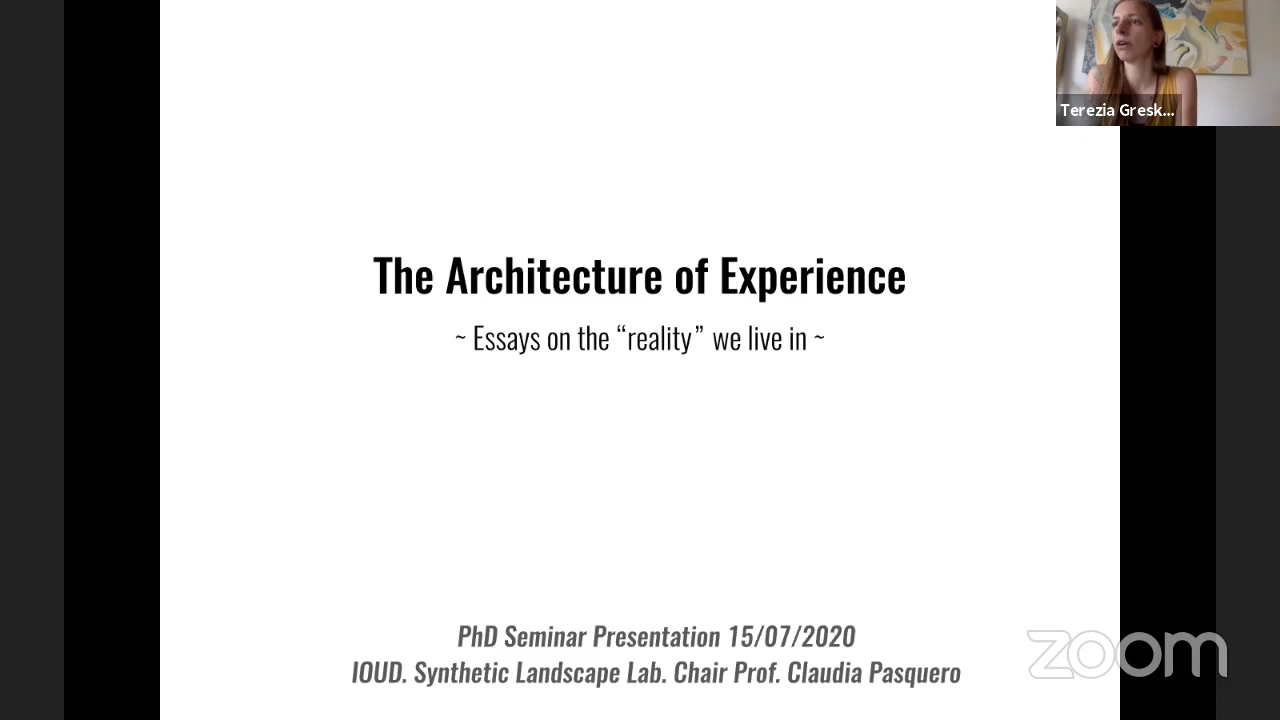 Terezia Gresk...
The Architecture of Experience
~ Essays on the “reality” we live in ~
PhD Seminar Presentation 15/07/2020
IOUD. Synthetic Landscape Lab. Chair Prof. Claudia Pasquero
zoom